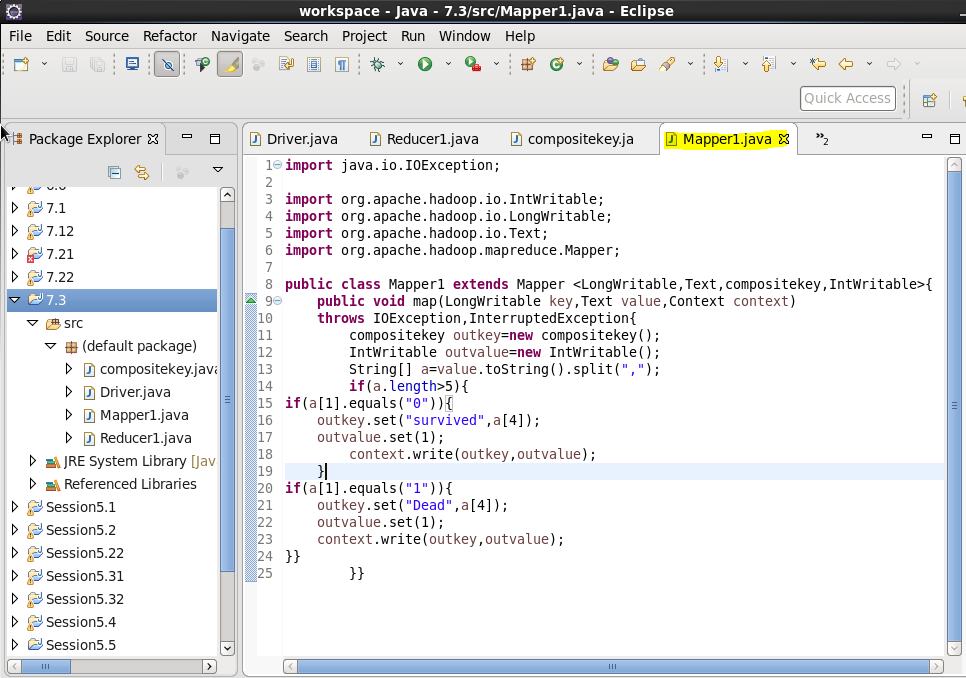 workspace - Java - 7.3/src/Mapper1.java - Eclipse
File Edit Source Refactor Navigate Search Project Run Window Help
Quick Access
Package Explorer
Driver.java Reducer1.java compositekey.ja Mapper1.java »2
7.1
7.12
7.21
7.22
7.3
src
(default package)
compositekey.java
Driver.java
Mapper1.java
Reducer1.java
JRE System Library [Jav
Referenced Libraries
Session5.1
Session5.2
Session5.22
Session5.31
Session5.32
Session5.4
Session5.5
1 import java.io.IOException;
2
3 import org.apache.hadoop.io.IntWritable;
4 import org.apache.hadoop.io.LongWritable;
5 import org.apache.hadoop.io.Text;
6 import org.apache.hadoop.mapreduce.Mapper;
7
8 public class Mapper1 extends Mapper <LongWritable,Text,compositekey,IntWritable>{
9 public void map(LongWritable key,Text value,Context context)
10 throws IOException,InterruptedException{
11 compositekey outkey=new compositekey();
12 IntWritable outvalue=new IntWritable();
13 String[] a=value.toString().split(",");
14 if(a.length>5){
15 if(a[1].equals("0")){
16 outkey.set("survived",a[4]);
17 outvalue.set(1);
18 context.write(outkey,outvalue);
19 }
20 if(a[1].equals("1")){
21 outkey.set("Dead",a[4]);
22 outvalue.set(1);
23 context.write(outkey,outvalue);
24 }}
25 }}